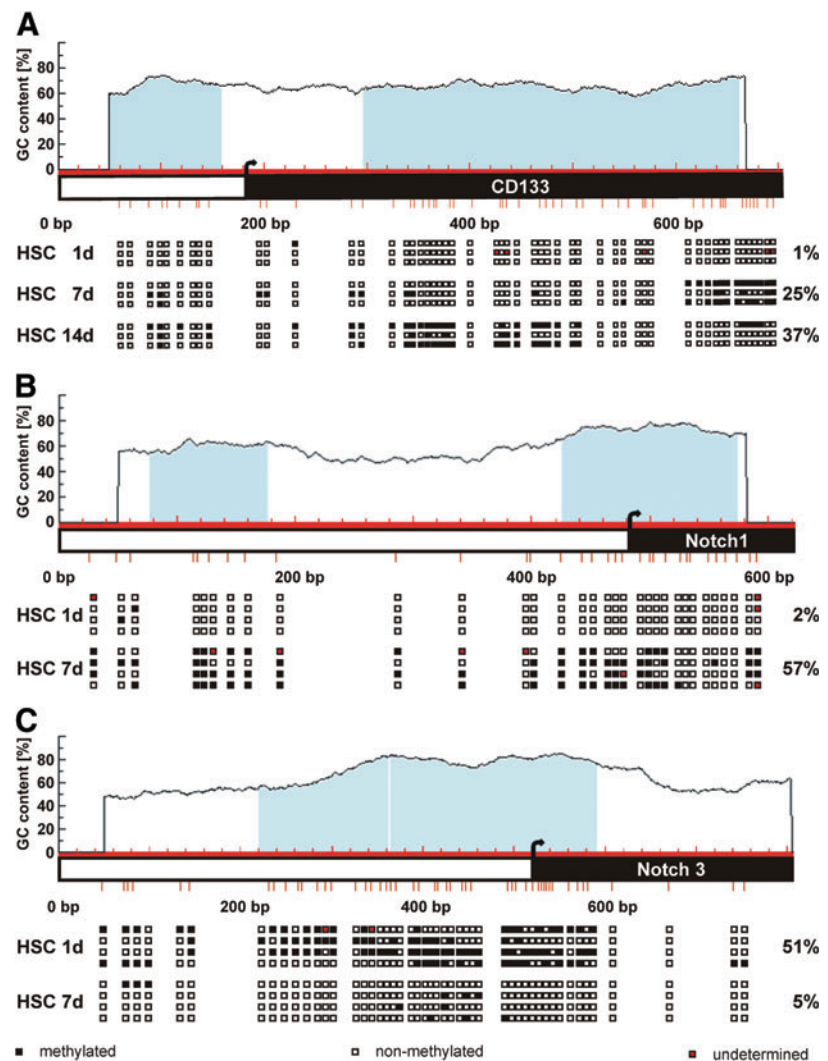 A
GC content [%]
80
60
40
20
0
CD133
0 bp 200 bp 400 bp 600 bp
HSC 1d 1%
HSC 7d 25%
HSC 14d 37%
B
GC content [%]
80
60
40
20
0
Notch1
0 bp 200 bp 400 bp 600 bp
HSC 1d 2%
HSC 7d 57%
C
GC content [%]
80
60
40
20
0
Notch 3
0 bp 200 bp 400 bp 600 bp
HSC 1d 51%
HSC 7d 5%
methylated non-methylated undetermined